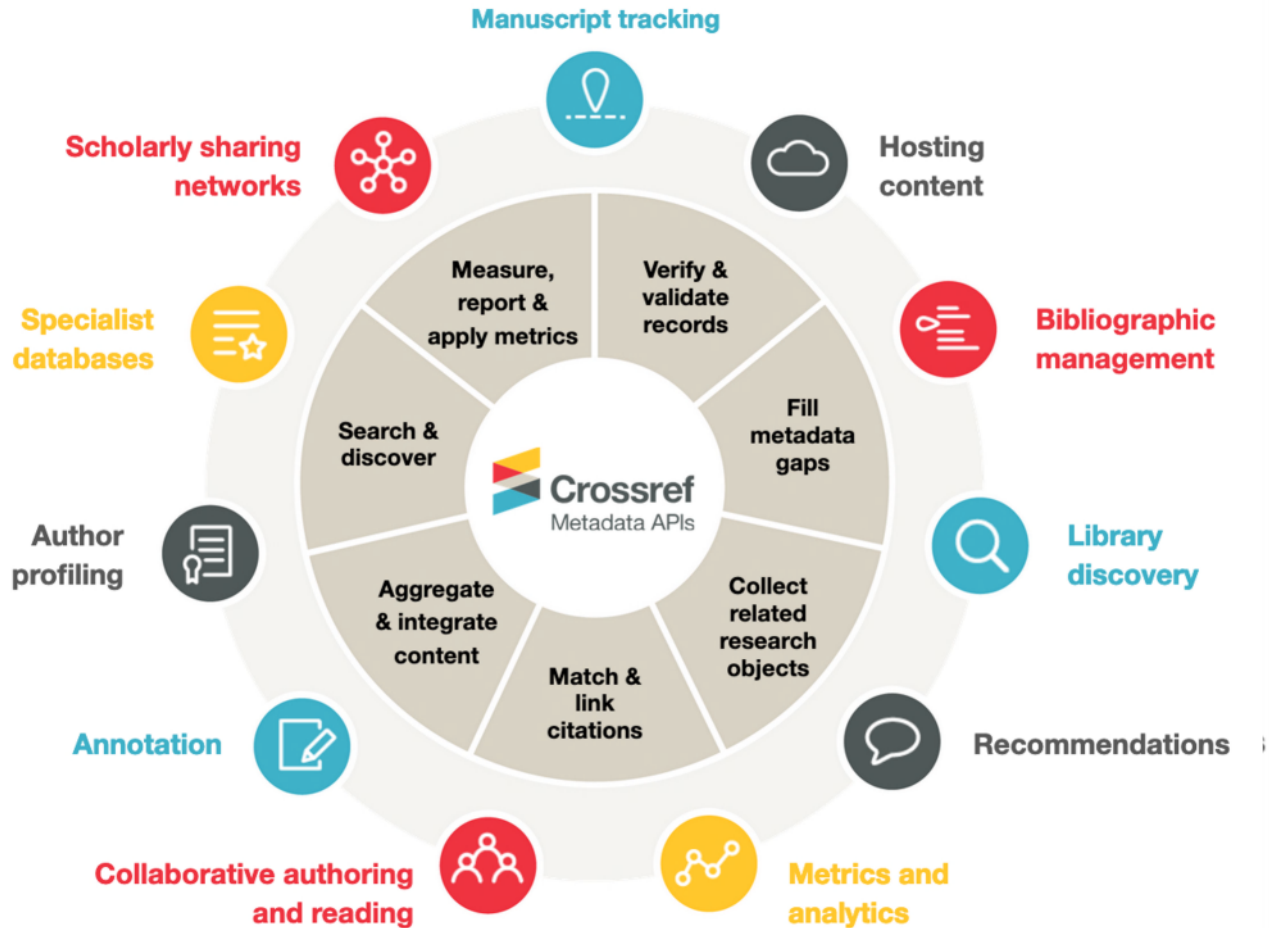 Manuscript tracking
Scholarly sharing
networks
Hosting
content
Specialist
databases
Bibliographic
management
Author
profiling
Library
discovery
Annotation
Recommendations
Collaborative authoring
and reading
Metrics and
analytics
Measure,
report &
apply metrics
Verify &
validate
records
Search &
discover
Fill
metadata
gaps
Aggregate
& integrate
content
Collect
related
research
objects
Match &
link
citations
Crossref
Metadata APIs